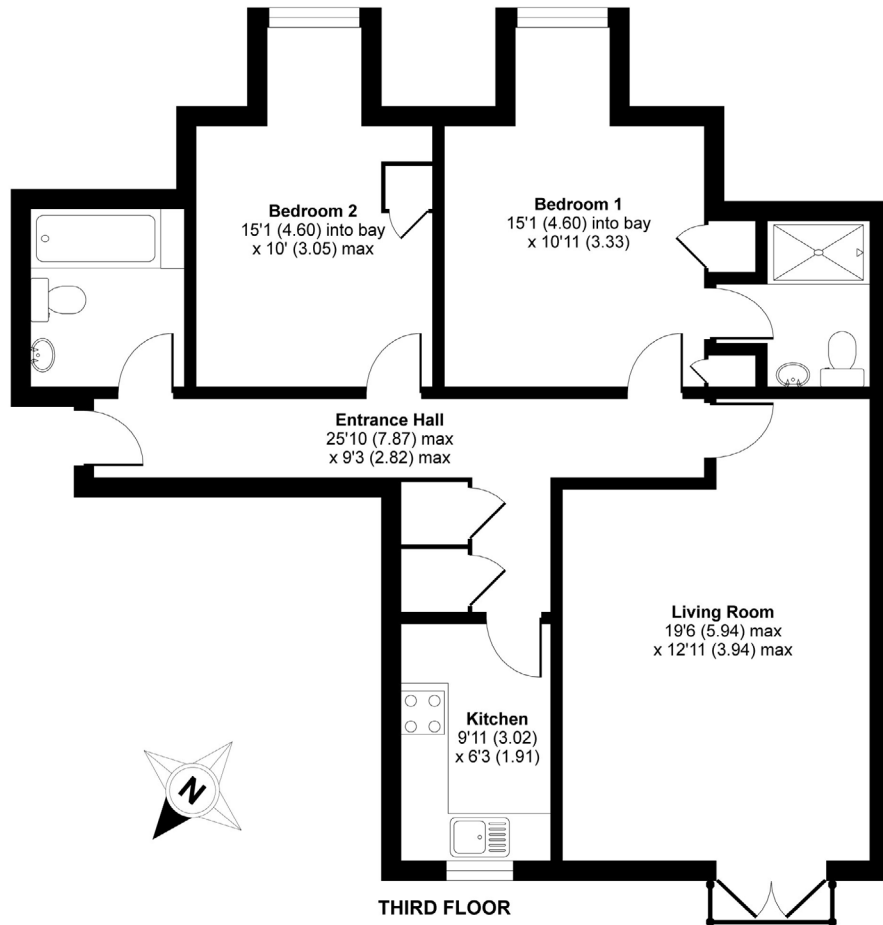 Bedroom 2
15'1 (4.60) into bay
x 10' (3.05) max
Bedroom 1
15'1 (4.60) into bay
x 10'11 (3.33)
Entrance Hall
25'10 (7.87) max
x 9'3 (2.82) max
Living Room
19'6 (5.94) max
x 12'11 (3.94) max
Kitchen
9'11 (3.02)
x 6'3 (1.91)
N
THIRD FLOOR